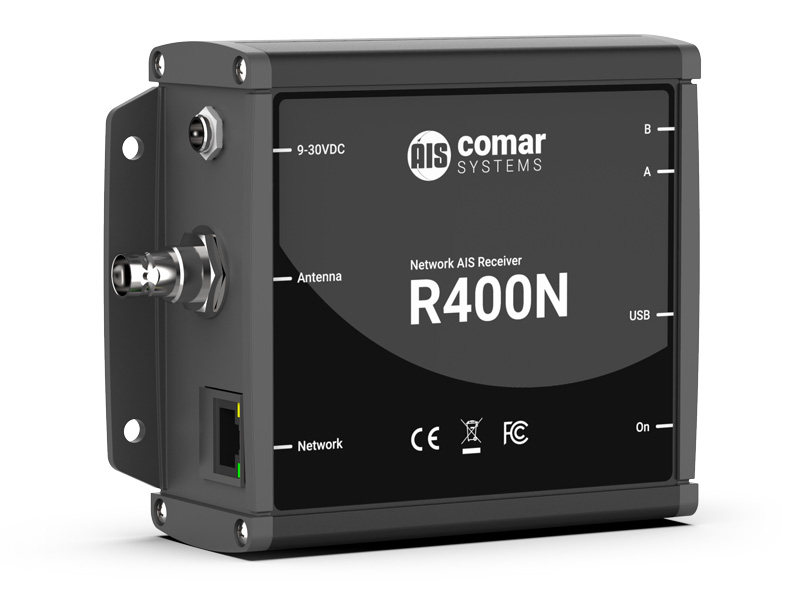 9-30VDC
AIS comar
SYSTEMS
B
A
Network AIS Receiver
Antenna
R400N
USB
On
Network
CE
FC